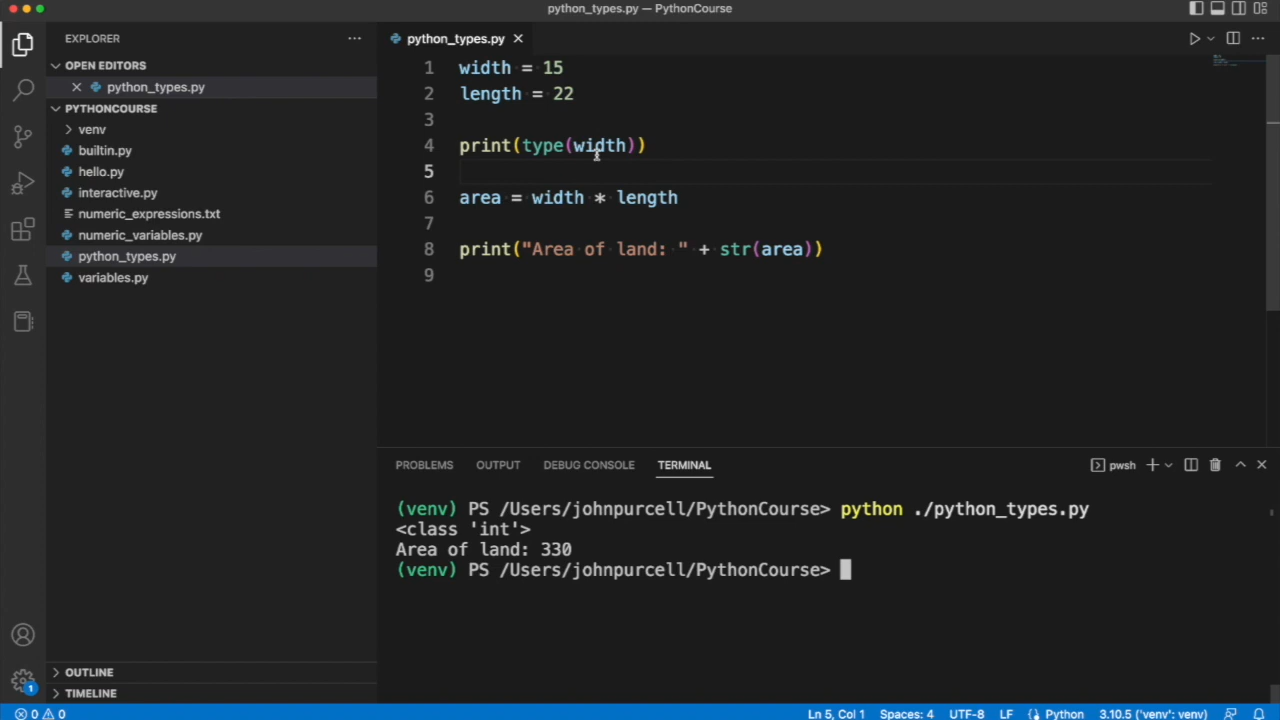 python_types.py — PythonCourse
EXPLORER
python_types.py
OPEN EDITORS
python_types.py
PYTHONCOURSE
venv
builtin.py
hello.py
interactive.py
numeric_expressions.txt
numeric_variables.py
python_types.py
variables.py
OUTLINE
TIMELINE
1 width = 15
2 length = 22
3
4 print(type(width))
5
6 area = width * length
7
8 print("Area of land: " + str(area))
9
PROBLEMS OUTPUT DEBUG CONSOLE TERMINAL pwsh
(venv) PS /Users/johnpurcell/PythonCourse> python ./python_types.py
<class 'int'>
Area of land: 330
(venv) PS /Users/johnpurcell/PythonCourse>
1
0 0 Ln 5, Col 1 Spaces: 4 UTF-8 LF Python 3.10.5 ('venv': venv)